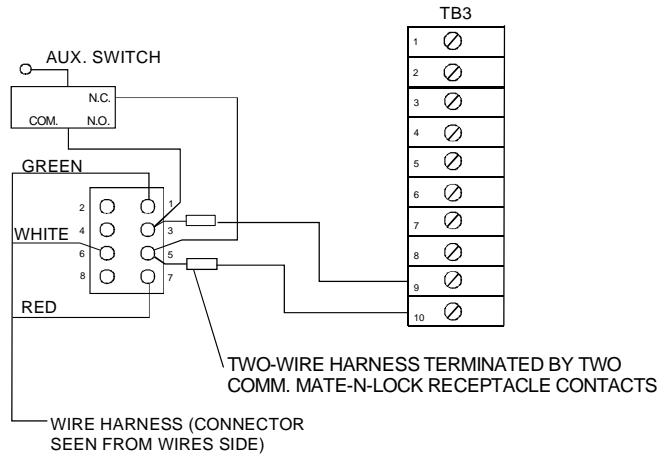 TB3
AUX. SWITCH
N.C.
COM. N.O.
GREEN
WHITE
RED
2 1
4 3
6 5
8 7
1
2
3
4
5
6
7
8
9
10
TWO-WIRE HARNESS TERMINATED BY TWO
COMM. MATE-N-LOCK RECEPTACLE CONTACTS
WIRE HARNESS (CONNECTOR
SEEN FROM WIRES SIDE)